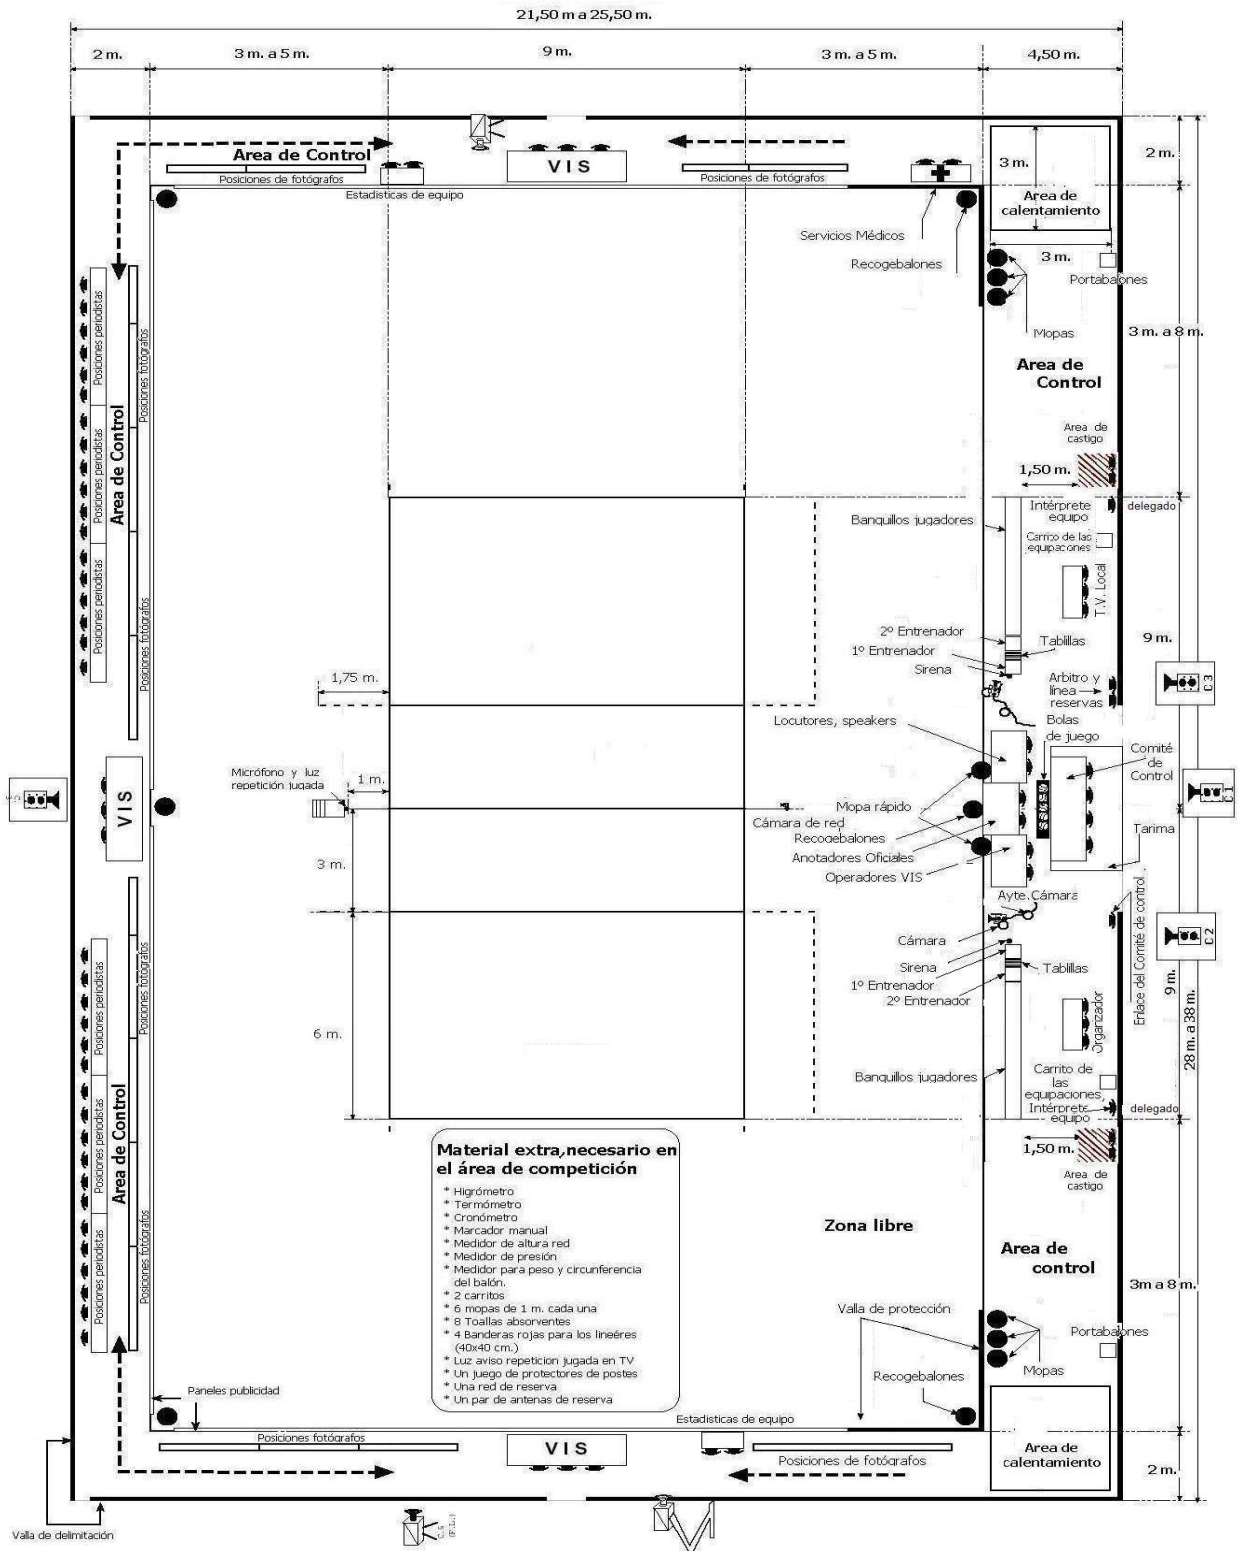 21,50 m a 25,50 m.
2 m.
3 m. a 5 m.
9 m.
3 m. a 5 m.
4,50 m.
Area de Control
Posiciones de fotógrafos
VIS
Estadísticas de equipo
Posiciones de fotógrafos
3 m.
2 m.
Area de
calentamiento
Servicios Médicos
Recogebalones
3 m.
Portabalones
Mopas
3 m. a 8 m.
Area de
Control
Area de
castigo
1,50 m.
Intérprete
equipo
delegado
Banquillos jugadores
Carrito de las
equipaciones
T.V. Local
2º Entrenador
1º Entrenador
Sirena
Tablillas
9 m.
Arbitro y
línea
reservas
C 3
Locutores, speakers
Bolas
de juego
Comité
de
Control
C 1
Mopa rápido
Cámara de red
Recogebalones
Anotadores Oficiales
Operadores VIS
Tarima
Ayte. Cámara
Enlace del Comité de control
Cámara
Sirena
1º Entrenador
2º Entrenador
Tablillas
C 2
9 m.
28 m. a 38 m.
Organizador
Banquillos jugadores
Carrito de
las
equipaciones
Intérprete
equipo
delegado
1,50 m.
Area de
castigo
Zona libre
Area de
control
3m a 8 m.
Valla de protección
Portabalones
Mopas
Recogebalones
Area de
calentamiento
2 m.
Posiciones periodistas
Posiciones periodistas
Posiciones periodistas
Area de Control
Posiciones fotógrafos
Posiciones fotógrafos
Posiciones fotógrafos
VIS
1,75 m.
Micrófono y luz
repetición jugada
1 m.
3 m.
6 m.
Posiciones periodistas
Posiciones periodistas
Posiciones periodistas
Area de Control
Posiciones fotógrafos
Posiciones fotógrafos
Posiciones fotógrafos
Material extra,necesario en
el área de competición
* Higrómetro
* Termómetro
* Cronómetro
* Marcador manual
* Medidor de altura red
* Medidor de presión
* Medidor para peso y circunferencia
del balón.
* 2 carritos
* 6 mopas de 1 m. cada una
* 8 Toallas absorventes
* 4 Banderas rojas para los lineéres
(40x40 cm.)
* Luz aviso repeticion jugada en TV
* Un juego de protectores de postes
* Una red de reserva
* Un par de antenas de reserva
Paneles publicidad
Posiciones fotógrafos
VIS
Estadisticas de equipo
Posiciones de fotógrafos
Valla de delimitación